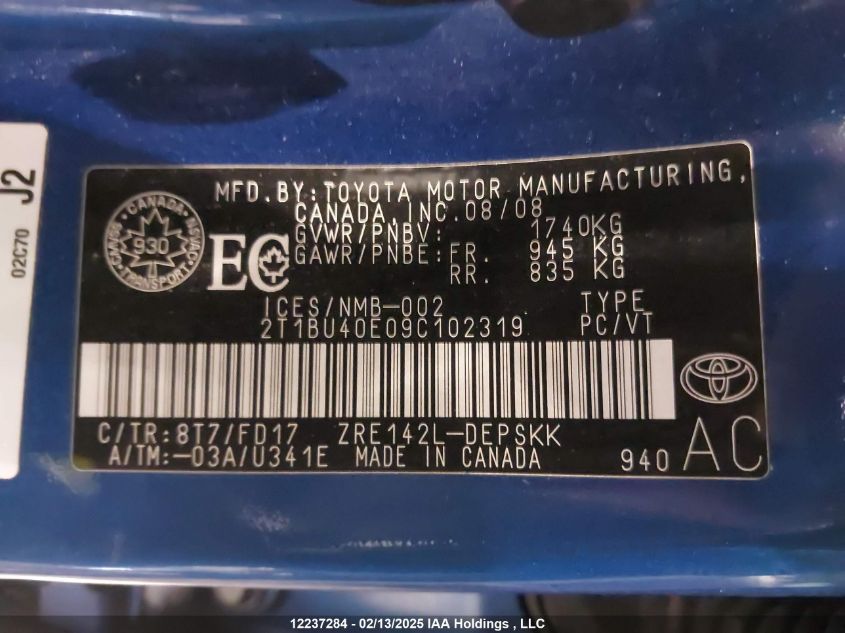 J2
02C70
MFD.BY:TOYOTA MOTOR MANUFACTURING,
CANADA,INC.08/08
GVWR/PNBV: 1740KG
GAWR/PNBE: FR. 945 KG
RR. 835 KG
CANADA
930
TRANSPORT
EC
ICES/NMB-002
TYPE
2T1BU40E09C102319
PC/VT
C/TR:8T7/FD17 ZRE142L-DEPSKK
A/TM:-03A/U341E MADE IN CANADA
940 AC
12237284 - 02/13/2025 IAA Holdings , LLC